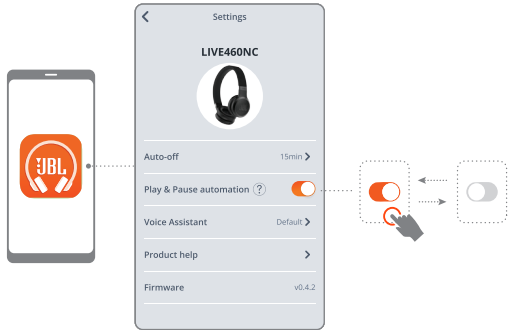 Settings
LIVE460NC
JBL
Auto-off 15min
Play & Pause automation ?
Voice Assistant Default
Product help
Firmware v0.4.2